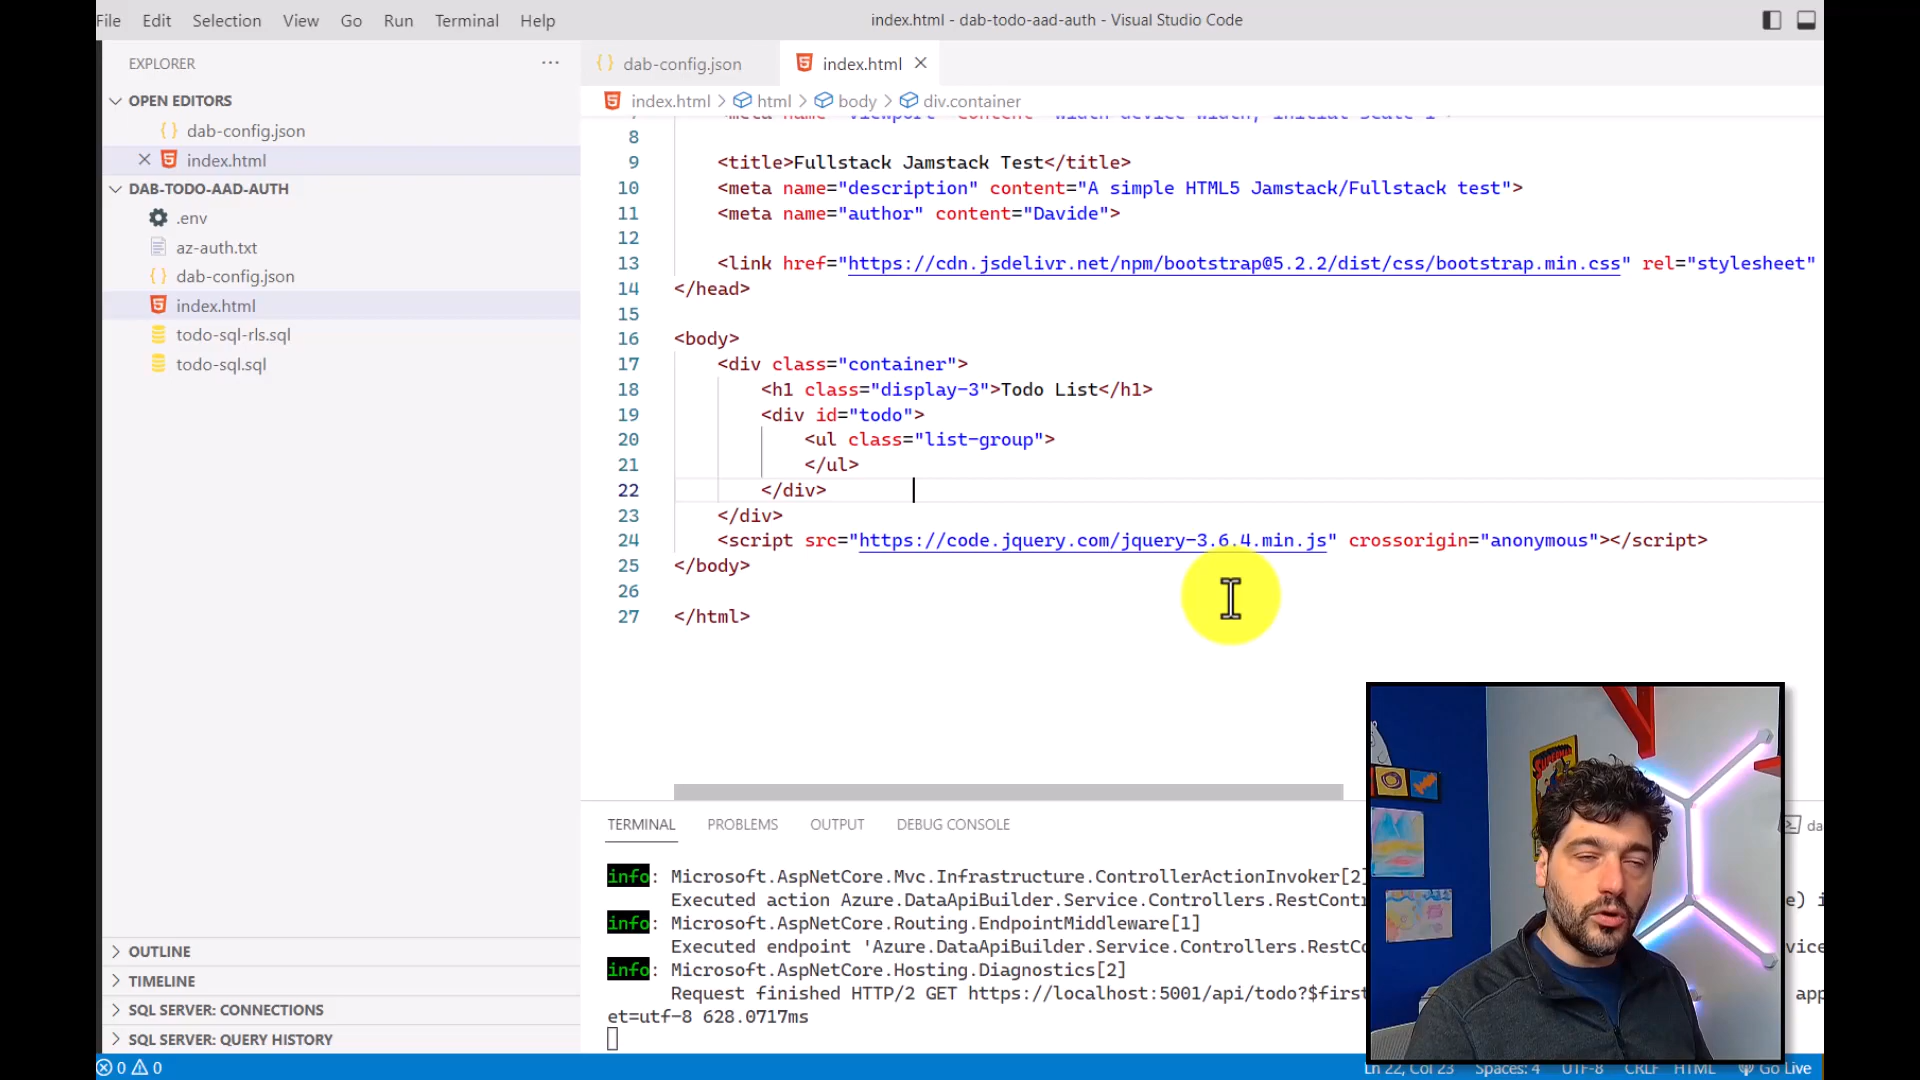 File Edit Selection View Go Run Terminal Help
index.html - dab-todo-aad-auth - Visual Studio Code
EXPLORER
OPEN EDITORS
dab-config.json
index.html
DAB-TODO-AAD-AUTH
.env
az-auth.txt
dab-config.json
index.html
todo-sql-rls.sql
todo-sql.sql
OUTLINE
TIMELINE
SQL SERVER: CONNECTIONS
SQL SERVER: QUERY HISTORY
dab-config.json index.html
index.html > html > body > div.container
8
9 <title>Fullstack Jamstack Test</title>
10 <meta name="description" content="A simple HTML5 Jamstack/Fullstack test">
11 <meta name="author" content="Davide">
12
13 <link href="https://cdn.jsdelivr.net/npm/bootstrap@5.2.2/dist/css/bootstrap.min.css" rel="stylesheet"
14 </head>
15
16 <body>
17 <div class="container">
18 <h1 class="display-3">Todo List</h1>
19 <div id="todo">
20 <ul class="list-group">
21 </ul>
22 </div>
23 </div>
24 <script src="https://code.jquery.com/jquery-3.6.4.min.js" crossorigin="anonymous"></script>
25 </body>
26
27 </html>
TERMINAL PROBLEMS OUTPUT DEBUG CONSOLE
info: Microsoft.AspNetCore.Mvc.Infrastructure.ControllerActionInvoker[2]
Executed action Azure.DataApiBuilder.Service.Controllers.RestContr
info: Microsoft.AspNetCore.Routing.EndpointMiddleware[1]
Executed endpoint 'Azure.DataApiBuilder.Service.Controllers.RestCo
info: Microsoft.AspNetCore.Hosting.Diagnostics[2]
Request finished HTTP/2 GET https://localhost:5001/api/todo?$first
et=utf-8 628.0717ms
SUPERMAN
0 0
Ln 22, Col 23 Spaces: 4 UTF-8 CRLF HTML Go Live